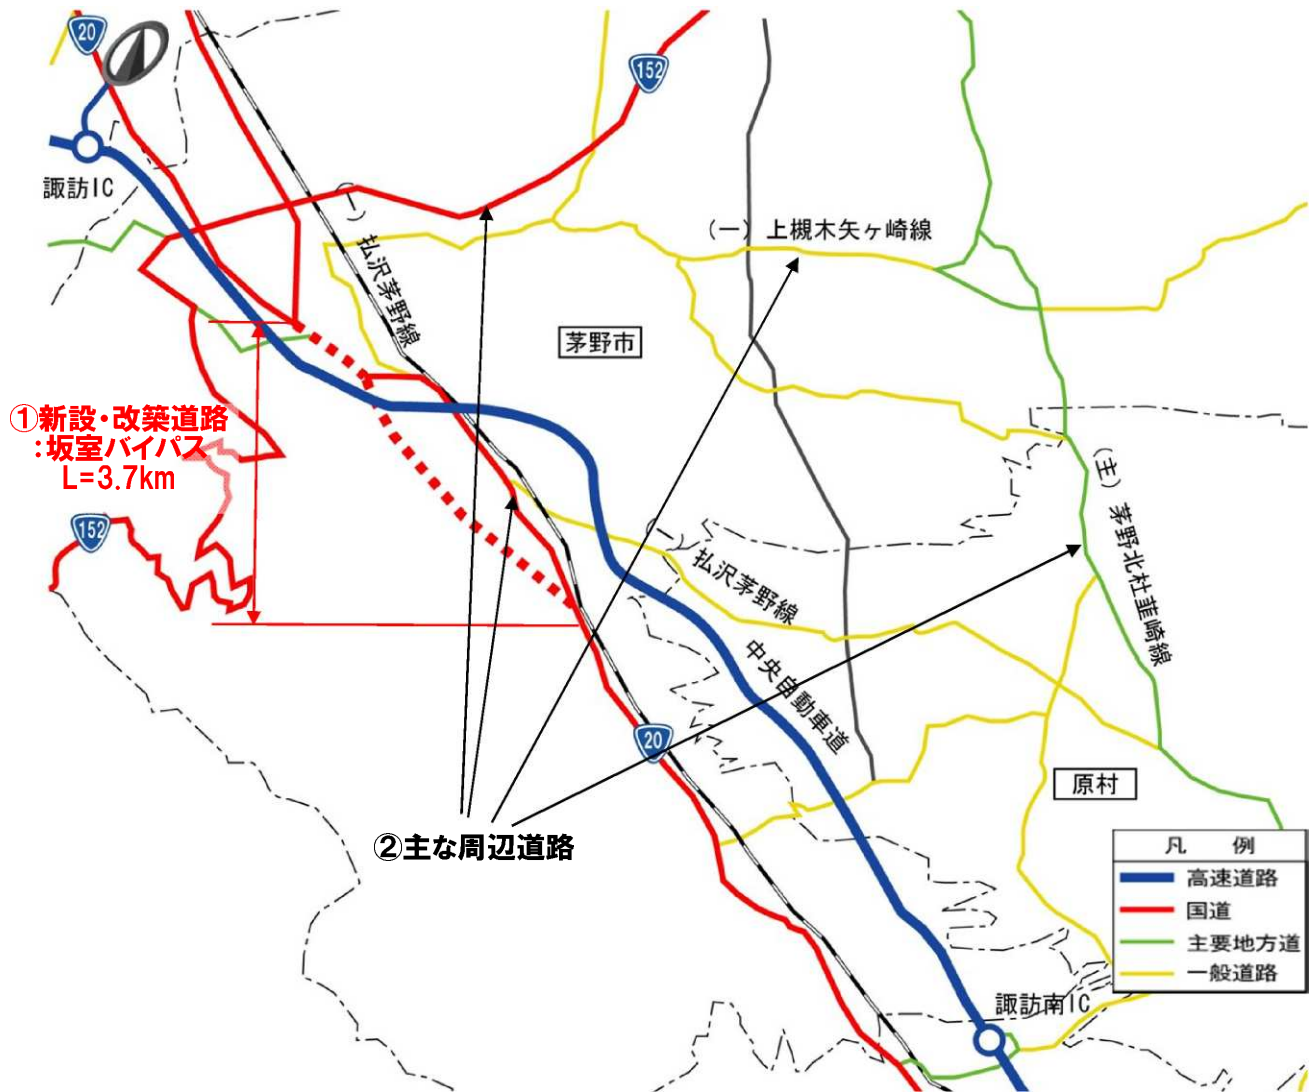 20
152
諏訪IC
(一)払沢茅野線
(一)上槻木矢ヶ崎線
茅野市
①新設・改築道路
:坂室バイパス
L=3.7km
152
(主)茅野北杜韮崎線
(一)払沢茅野線
中央自動車道
20
原村
②主な周辺道路
凡 例
高速道路
国道
主要地方道
一般道路
諏訪南IC